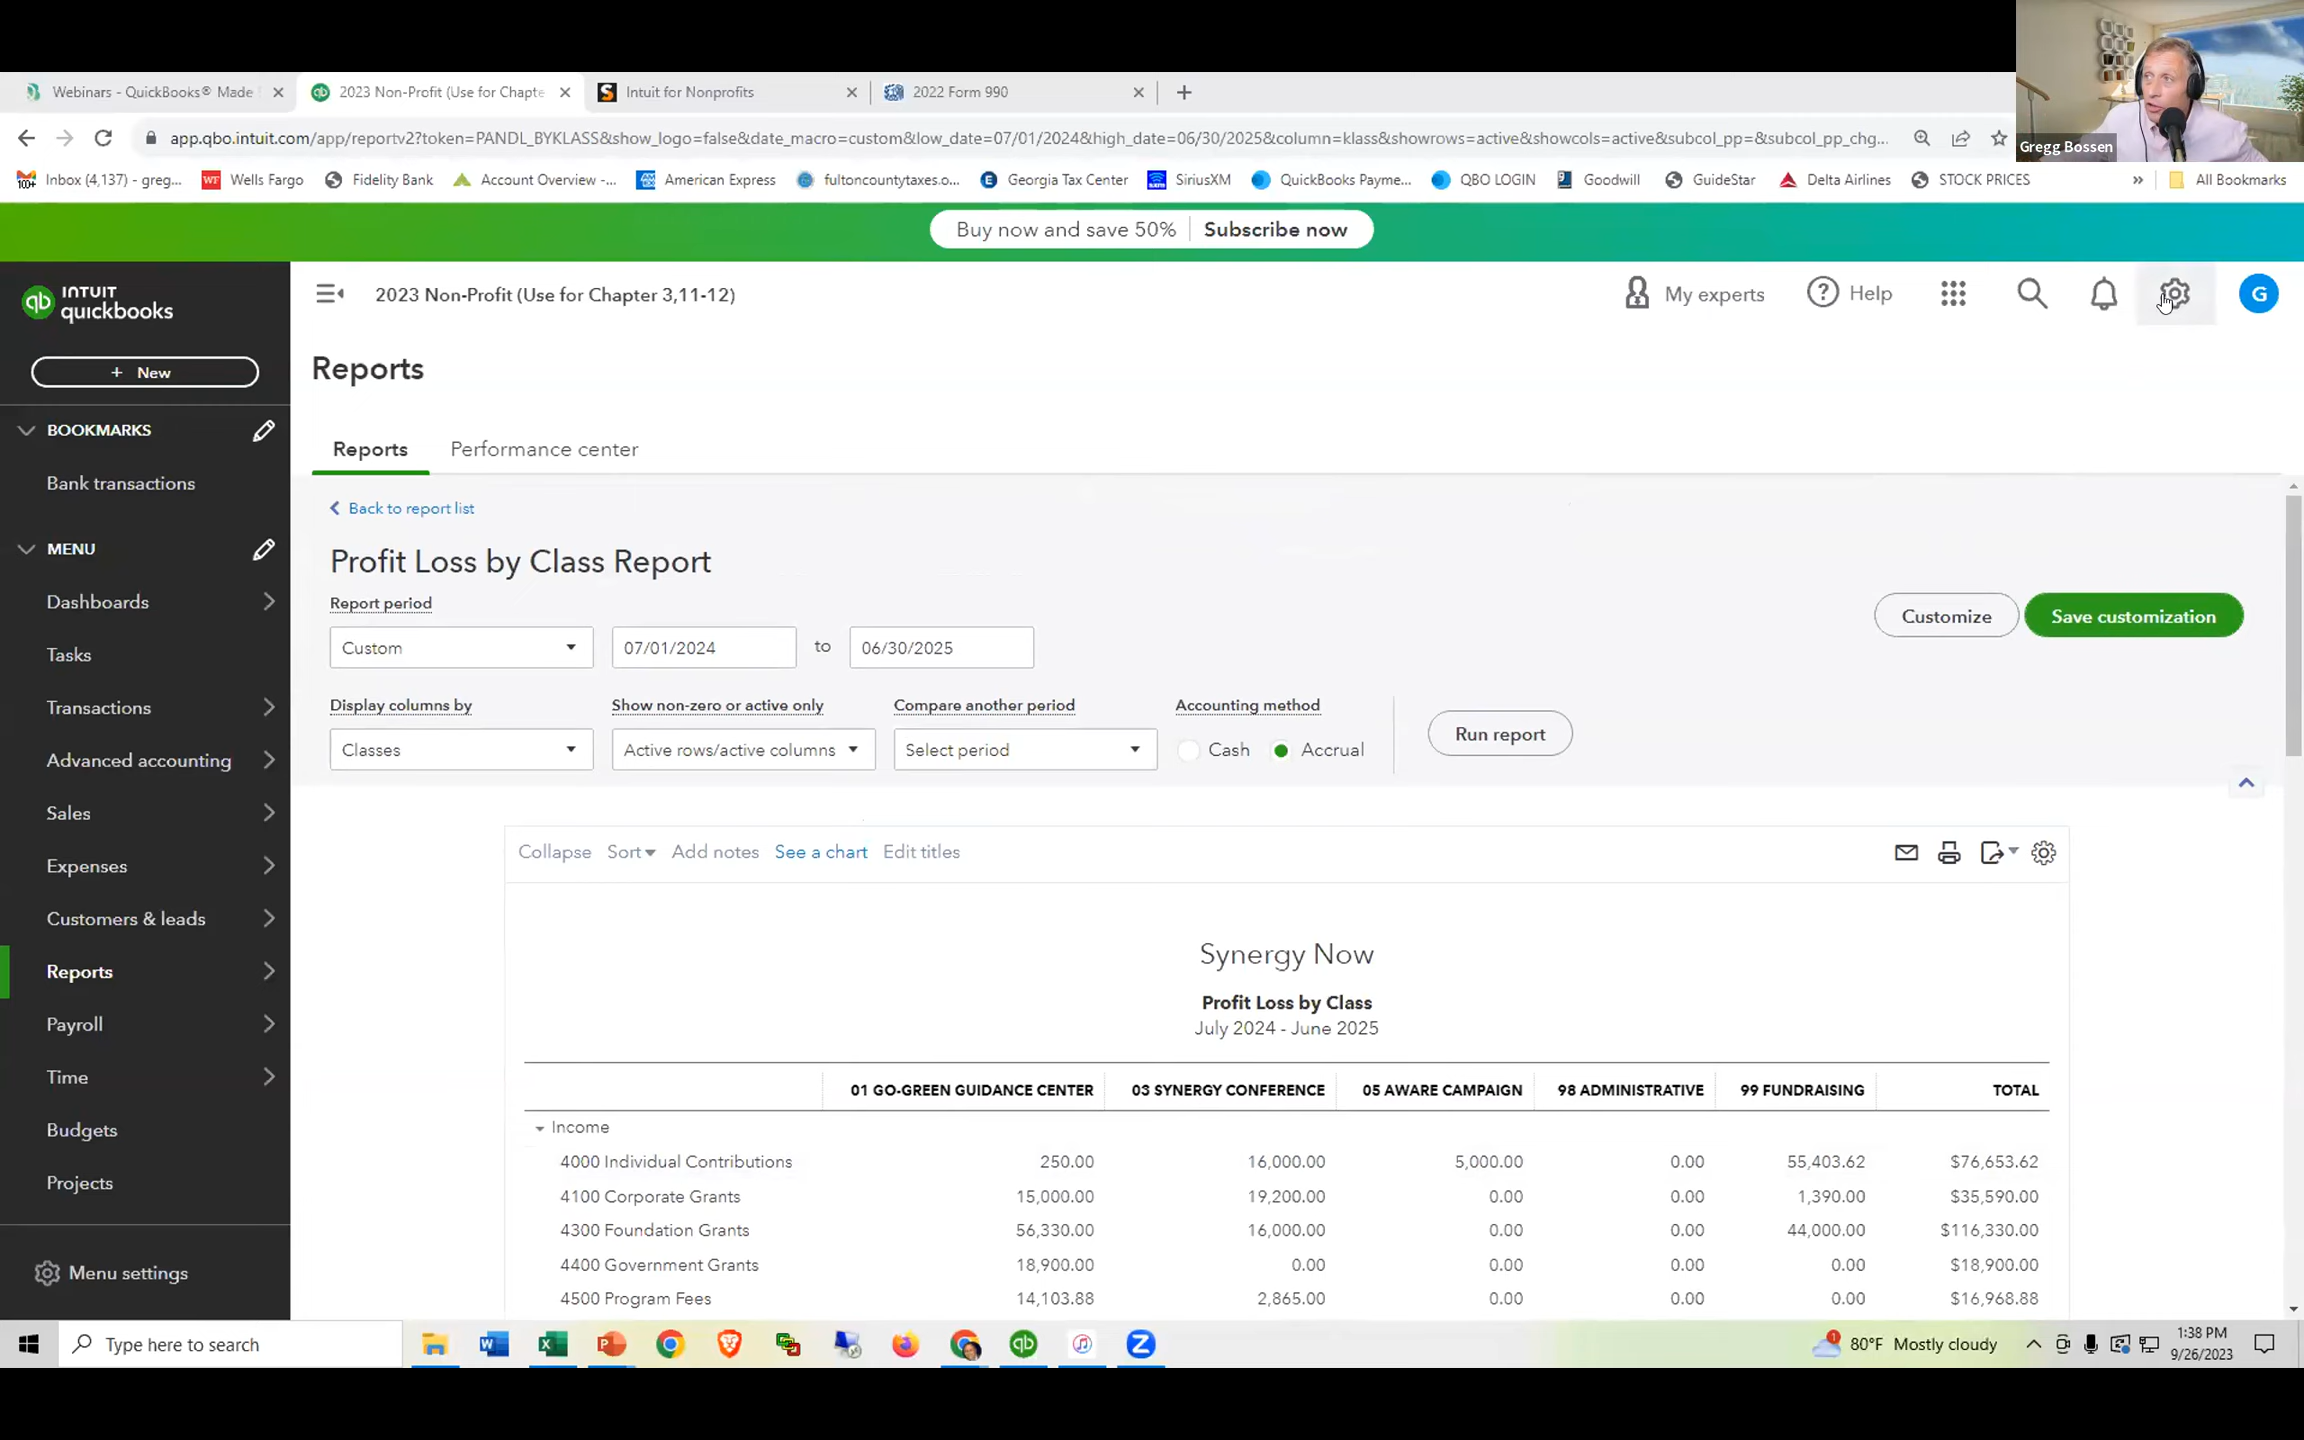 Webinars - QuickBooks® Made
2023 Non-Profit (Use for Chapte
Intuit for Nonprofits
2022 Form 990
app.qbo.intuit.com/app/reportv2?token=PANDL_BYKLASS&show_logo=false&date_macro=custom&low_date=07/01/2024&high_date=06/30/2025&column=klass&showrows=active&showcols=active&subcol_pp=&subcol_pp_chg...
Gregg Bossen
100+ Inbox (4,137) - greg...
WF Wells Fargo
Fidelity Bank
Account Overview -...
American Express
fultoncountytaxes.o...
Georgia Tax Center
SiriusXM
QuickBooks Payme...
QBO LOGIN
Goodwill
GuideStar
Delta Airlines
STOCK PRICES
»
All Bookmarks
Buy now and save 50% Subscribe now
qb INTUIT
quickbooks
2023 Non-Profit (Use for Chapter 3,11-12)
My experts
Help
G
+ New
BOOKMARKS
Bank transactions
MENU
Dashboards
Tasks
Transactions
Advanced accounting
Sales
Expenses
Customers & leads
Reports
Payroll
Time
Budgets
Projects
Menu settings
Reports
Reports Performance center
Back to report list
Profit Loss by Class Report
Report period
Custom 07/01/2024 to 06/30/2025
Customize Save customization
Display columns by Show non-zero or active only Compare another period Accounting method
Classes Active rows/active columns Select period Cash Accrual Run report
Collapse Sort Add notes See a chart Edit titles
Synergy Now
Profit Loss by Class
July 2024 - June 2025
01 GO-GREEN GUIDANCE CENTER 03 SYNERGY CONFERENCE 05 AWARE CAMPAIGN 98 ADMINISTRATIVE 99 FUNDRAISING TOTAL
Income
4000 Individual Contributions 250.00 16,000.00 5,000.00 0.00 55,403.62 $76,653.62
4100 Corporate Grants 15,000.00 19,200.00 0.00 0.00 1,390.00 $35,590.00
4300 Foundation Grants 56,330.00 16,000.00 0.00 0.00 44,000.00 $116,330.00
4400 Government Grants 18,900.00 0.00 0.00 0.00 0.00 $18,900.00
4500 Program Fees 14,103.88 2,865.00 0.00 0.00 0.00 $16,968.88
Type here to search
80°F Mostly cloudy
1:38 PM
9/26/2023